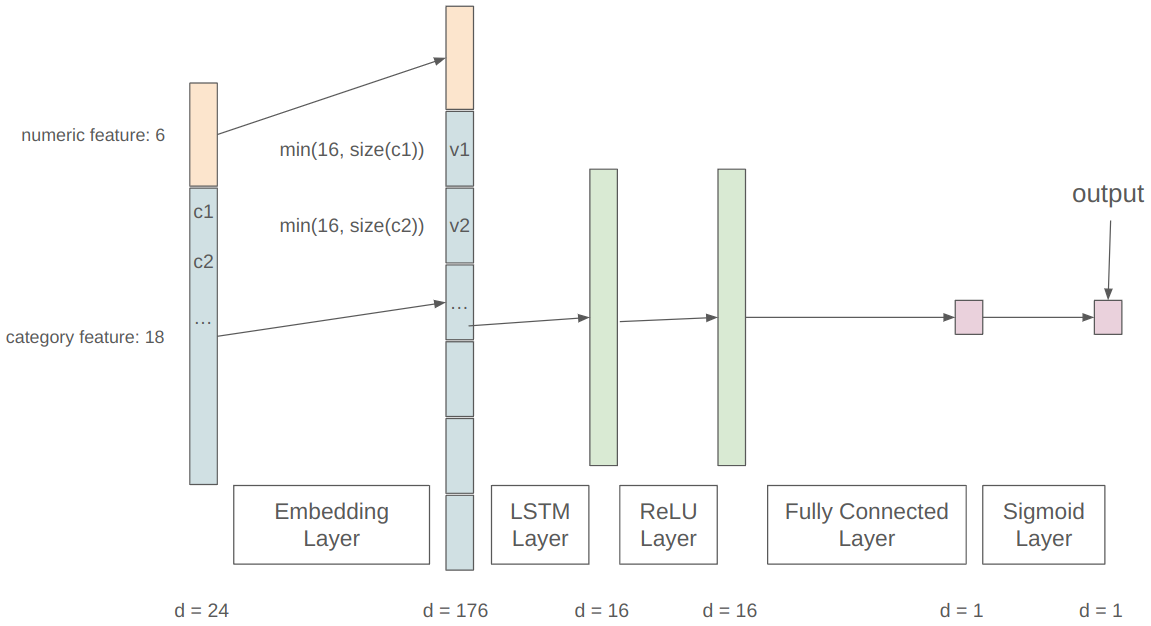 numeric feature: 6
min(16, size(c1))
v1
output
c1
min(16, size(c2))
v2
c2
...
...
category feature: 18
Embedding
Layer
LSTM
Layer
ReLU
Layer
Fully Connected
Layer
Sigmoid
Layer
d = 24
d = 176
d = 16
d = 16
d = 1
d = 1